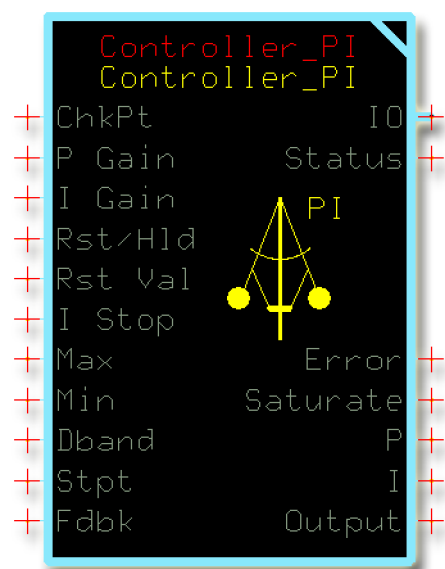 Controller_PI
Controller_PI
ChkPt IO
P Gain Status
I Gain
PI
Rst/Hld
Rst Val
I Stop
Max Error
Min Saturate
Dband P
Stpt I
Fdbk Output